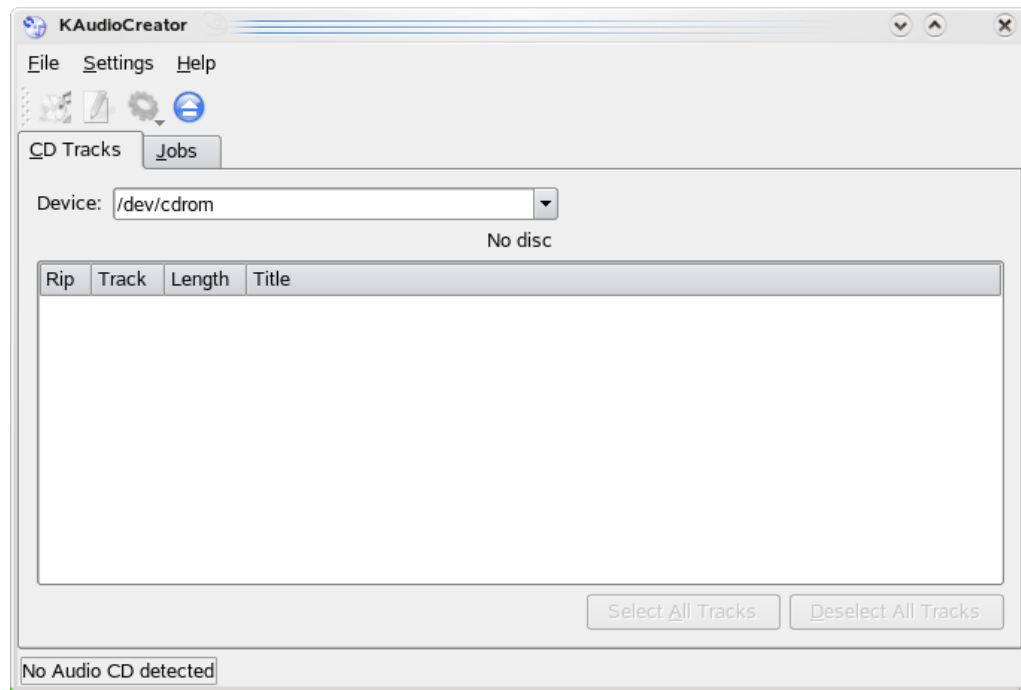 KAudioCreator
File Settings Help
CD Tracks Jobs
Device: /dev/cdrom
No disc
Rip Track Length Title
Select All Tracks Deselect All Tracks
No Audio CD detected